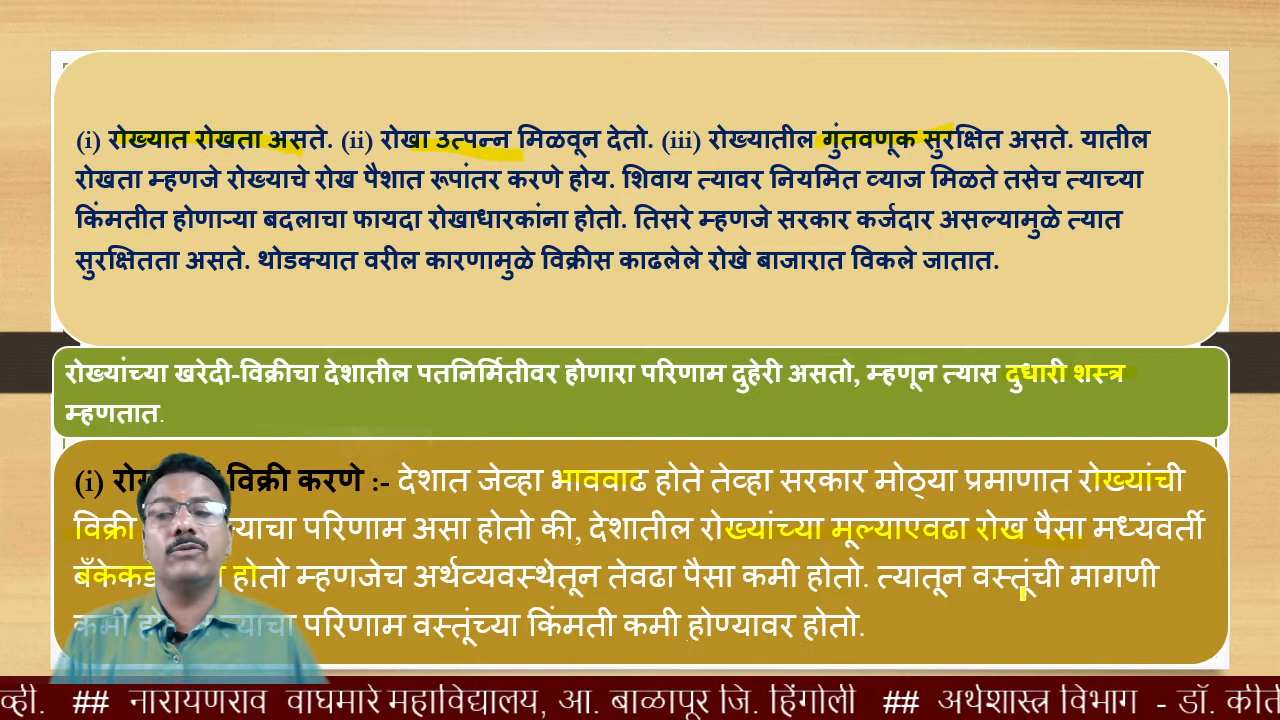 (i) रोख्यात रोखता असते. (ii) रोखा उत्पन्न मिळवून देतो. (iii) रोख्यातील गुंतवणूक सुरक्षित असते. यातील
रोखता म्हणजे रोख्याचे रोख पैशात रूपांतर करणे होय. शिवाय त्यावर नियमित व्याज मिळते तसेच त्याच्या
किंमतीत होणाऱ्या बदलाचा फायदा रोखाधारकांना होतो. तिसरे म्हणजे सरकार कर्जदार असल्यामुळे त्यात
सुरक्षितता असते. थोडक्यात वरील कारणामुळे विक्रीस काढलेले रोखे बाजारात विकले जातात.
रोख्यांच्या खरेदी-विक्रीचा देशातील पतनिर्मितीवर होणारा परिणाम दुहेरी असतो, म्हणून त्यास दुधारी शस्त्र
म्हणतात.
(i) विक्री करणे :- देशात जेव्हा भाववाढ होते तेव्हा सरकार मोठ्या प्रमाणात रोख्यांची
विक्री परिणाम असा होतो की, देशातील रोख्यांच्या मूल्याएवढा रोख पैसा मध्यवर्ती
होतो म्हणजेच अर्थव्यवस्थेतून तेवढा पैसा कमी होतो. त्यातून वस्तूंची मागणी
कमी परिणाम वस्तूंच्या किंमती कमी होण्यावर होतो.
व्ही. ## नारायणराव वाघमारे महाविद्यालय, आ. बाळापूर जि. हिंगोली ## अर्थशास्त्र विभाग - डॉ.